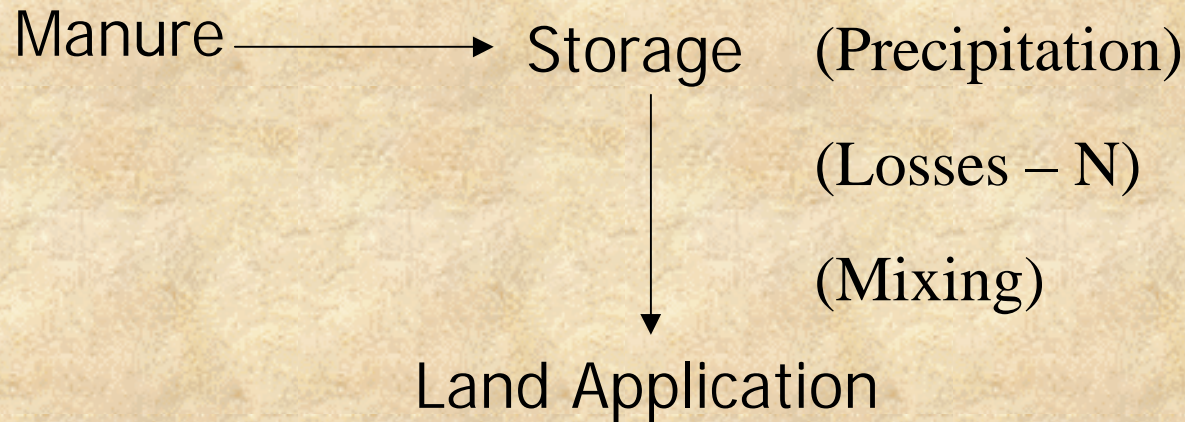 Manure Storage (Precipitation)
(Losses – N)
(Mixing)
Land Application